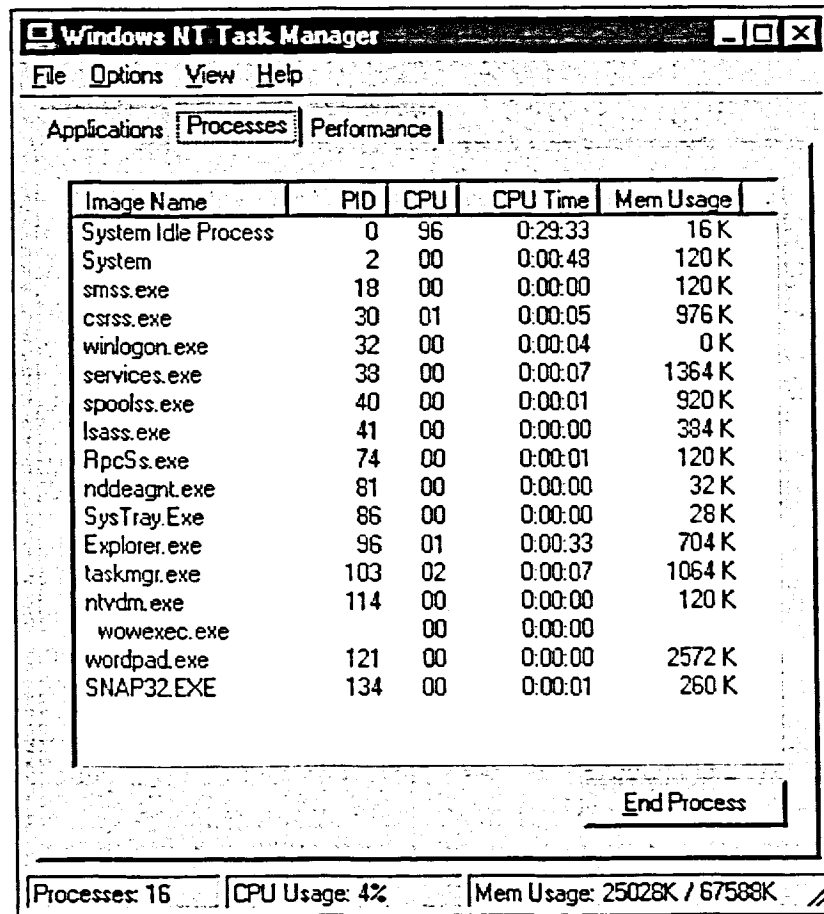 Windows NT Task Manager
File Options View Help
Applications Processes Performance
Image Name PID CPU CPU Time Mem Usage
System Idle Process 0 96 0:29:33 16 K
System 2 00 0:00:48 120 K
smss.exe 18 00 0:00:00 120 K
csrss.exe 30 01 0:00:05 976 K
winlogon.exe 32 00 0:00:04 0 K
services.exe 38 00 0:00:07 1364 K
spoolss.exe 40 00 0:00:01 920 K
lsass.exe 41 00 0:00:00 384 K
RpcSs.exe 74 00 0:00:01 120 K
nddeagnt.exe 81 00 0:00:00 32 K
SysTray.Exe 86 00 0:00:00 28 K
Explorer.exe 96 01 0:00:33 704 K
taskmgr.exe 103 02 0:00:07 1064 K
ntvdm.exe 114 00 0:00:00 120 K
wowexec.exe 00 0:00:00
wordpad.exe 121 00 0:00:00 2572 K
SNAP32.EXE 134 00 0:00:01 260 K
End Process
Processes: 16 CPU Usage: 4% Mem Usage: 25028K / 67588K